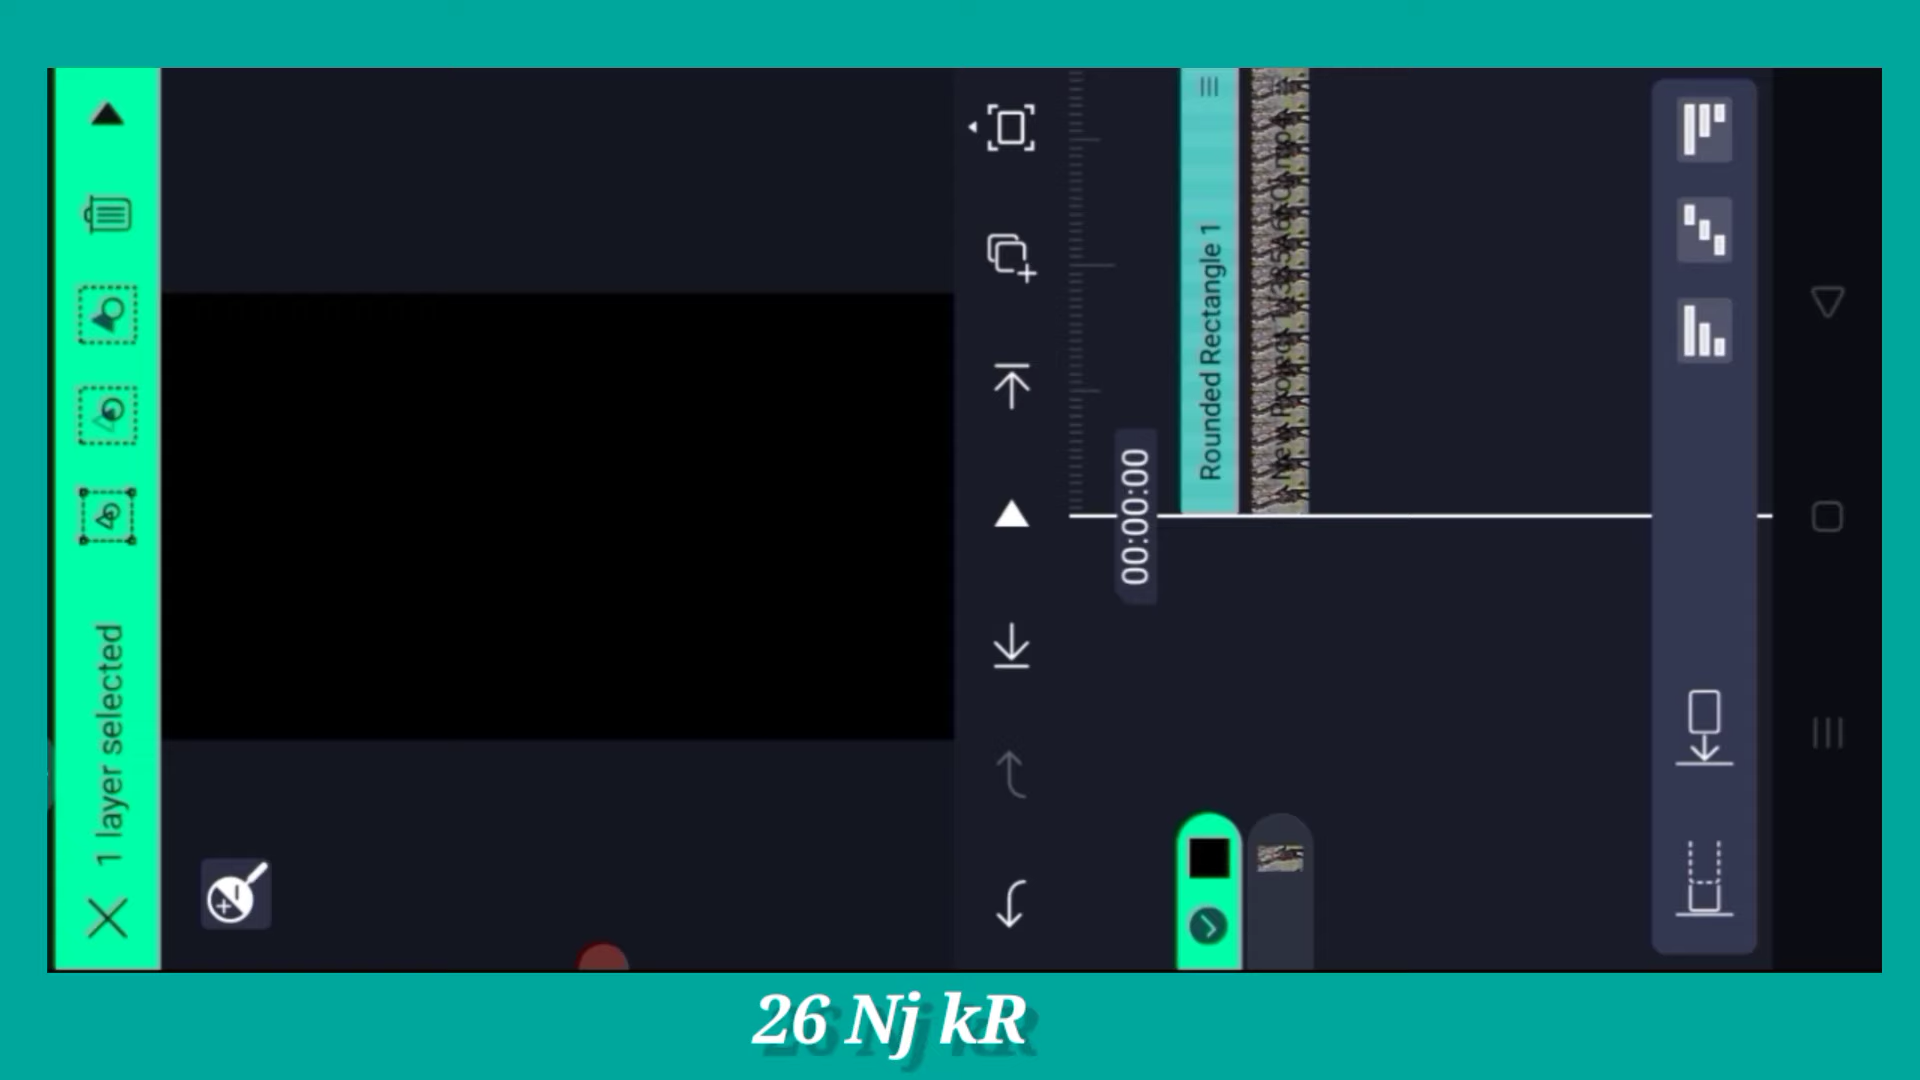 1 layer selected
00:00:00
Rounded Rectangle 1
26 Nj kR